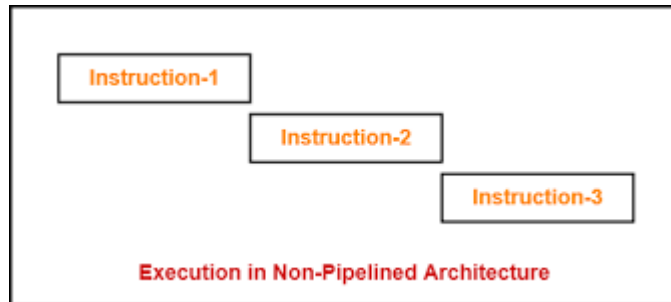 Instruction-1
Instruction-2
Instruction-3
Execution in Non-Pipelined Architecture